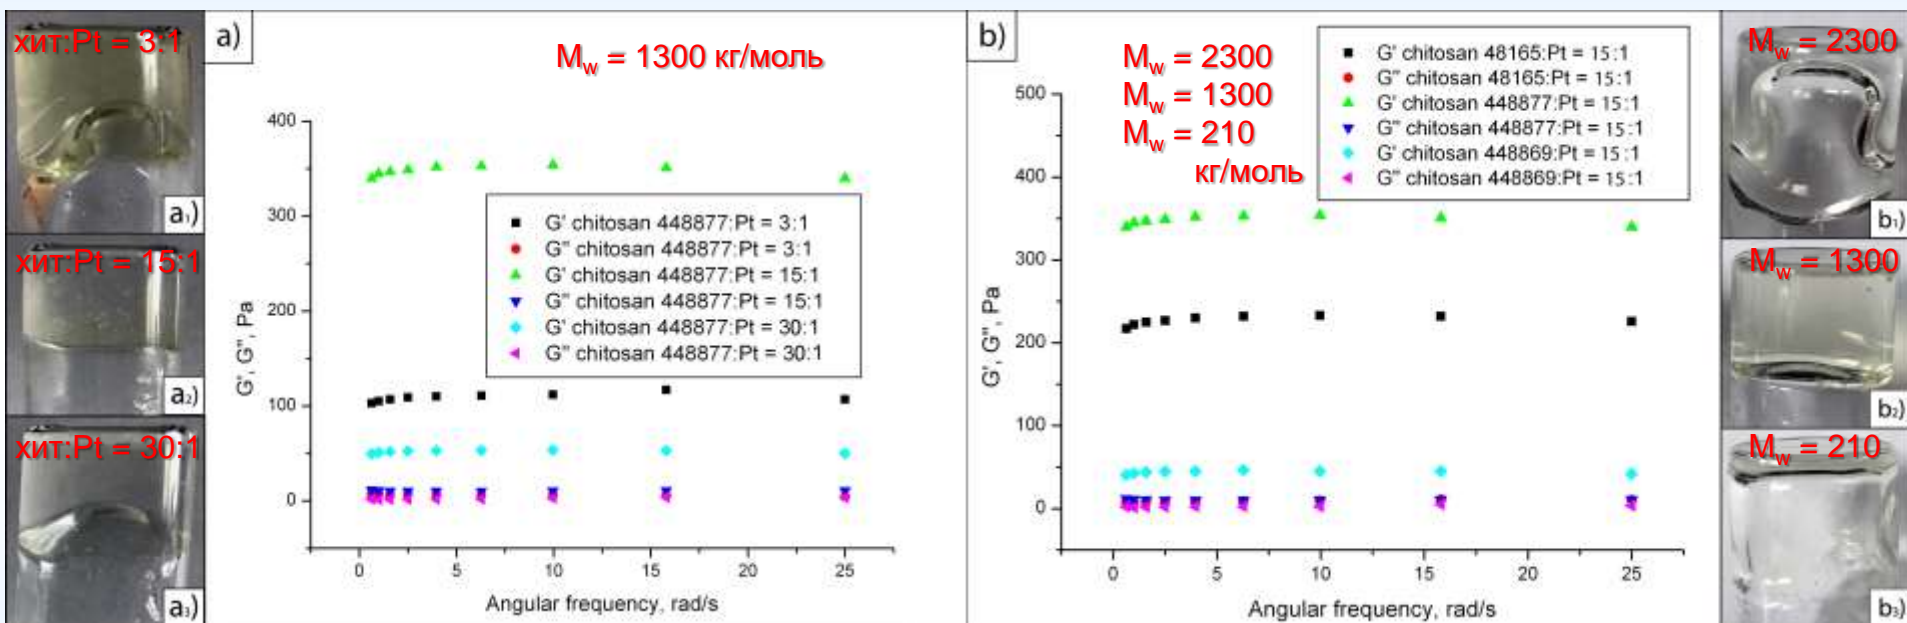 хит:Pt = 3:1
a₁)
хит:Pt = 15:1
a₂)
хит:Pt = 30:1
a₃)
a)
Mw = 1300 кг/моль
G', G'', Pa
400
300
200
100
0
G' chitosan 448877:Pt = 3:1
G'' chitosan 448877:Pt = 3:1
G' chitosan 448877:Pt = 15:1
G'' chitosan 448877:Pt = 15:1
G' chitosan 448877:Pt = 30:1
G'' chitosan 448877:Pt = 30:1
0 5 10 15 20 25
Angular frequency, rad/s
b)
Mw = 2300
Mw = 1300
Mw = 210
кг/моль
G' chitosan 48165:Pt = 15:1
G'' chitosan 48165:Pt = 15:1
G' chitosan 448877:Pt = 15:1
G'' chitosan 448877:Pt = 15:1
G' chitosan 448869:Pt = 15:1
G'' chitosan 448869:Pt = 15:1
G', G'', Pa
500
400
300
200
100
0
0 5 10 15 20 25
Angular frequency, rad/s
Mw = 2300
b₁)
Mw = 1300
b₂)
Mw = 210
b₃)